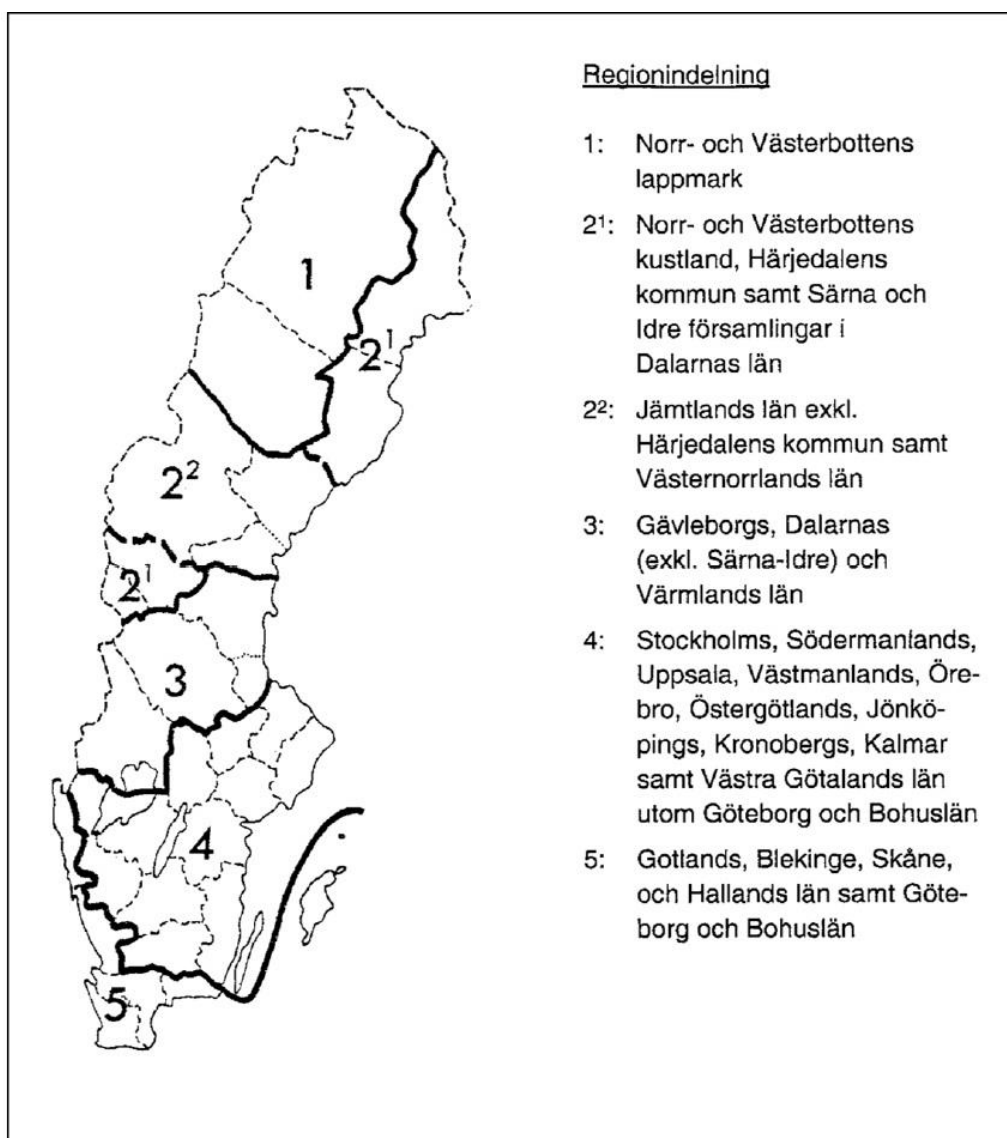 Regionindelning
1: Norr- och Västerbottens
lappmark
2¹: Norr- och Västerbottens
kustland, Härjedalens
kommun samt Särna och
Idre församlingar i
Dalarnas län
2²: Jämtlands län exkl.
Härjedalens kommun samt
Västernorrlands län
3: Gävleborgs, Dalarnas
(exkl. Särna-Idre) och
Värmlands län
4: Stockholms, Södermanlands,
Uppsala, Västmanlands, Öre-
bro, Östergötlands, Jönkö-
pings, Kronobergs, Kalmar
samt Västra Götalands län
utom Göteborg och Bohuslän
5: Gotlands, Blekinge, Skåne,
och Hallands län samt Göte-
borg och Bohuslän
1
2¹
2²
2¹
3
4
5